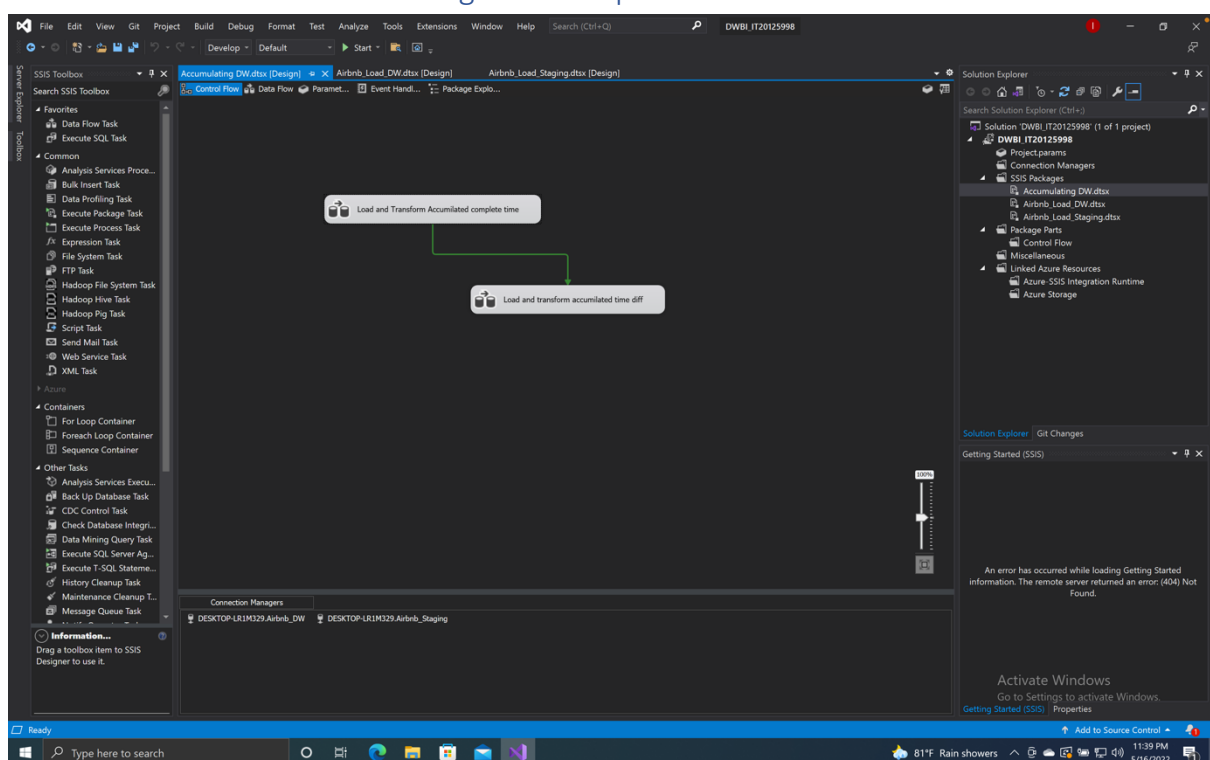 File Edit View Git Project Build Debug Format Test Analyze Tools Extensions Window Help Search (Ctrl+Q) DWBI_IT20125998
Develop Default Start
SSIS Toolbox
Accumulating DW.dtsx [Design] Airbnb_Load_DW.dtsx [Design] Airbnb_Load_Staging.dtsx [Design]
Control Flow Data Flow Paramet... Event Handl... Package Explo...
Server Explorer
Toolbox
Search SSIS Toolbox
Favorites
Data Flow Task
Execute SQL Task
Common
Analysis Services Proce...
Bulk Insert Task
Data Profiling Task
Execute Package Task
Execute Process Task
Expression Task
File System Task
FTP Task
Hadoop File System Task
Hadoop Hive Task
Hadoop Pig Task
Script Task
Send Mail Task
Web Service Task
XML Task
Azure
Containers
For Loop Container
Foreach Loop Container
Sequence Container
Other Tasks
Analysis Services Execu...
Back Up Database Task
CDC Control Task
Check Database Integri...
Data Mining Query Task
Execute SQL Server Ag...
Execute T-SQL Stateme...
History Cleanup Task
Maintenance Cleanup T...
Message Queue Task
Information...
Drag a toolbox item to SSIS
Designer to use it.
Load and Transform Accumilated complete time
Load and transform accumilated time diff
100%
Connection Managers
DESKTOP-LR1M329.Airbnb_DW DESKTOP-LR1M329.Airbnb_Staging
Solution Explorer
Search Solution Explorer (Ctrl+;)
Solution 'DWBI_IT20125998' (1 of 1 project)
DWBI_IT20125998
Project.params
Connection Managers
SSIS Packages
Accumulating DW.dtsx
Airbnb_Load_DW.dtsx
Airbnb_Load_Staging.dtsx
Package Parts
Control Flow
Miscellaneous
Linked Azure Resources
Azure-SSIS Integration Runtime
Azure Storage
Solution Explorer Git Changes
Getting Started (SSIS)
An error has occurred while loading Getting Started
information. The remote server returned an error: (404) Not
Found.
Activate Windows
Go to Settings to activate Windows.
Getting Started (SSIS) Properties
Ready
Add to Source Control
Type here to search
81°F Rain showers
11:39 PM
5/16/2022